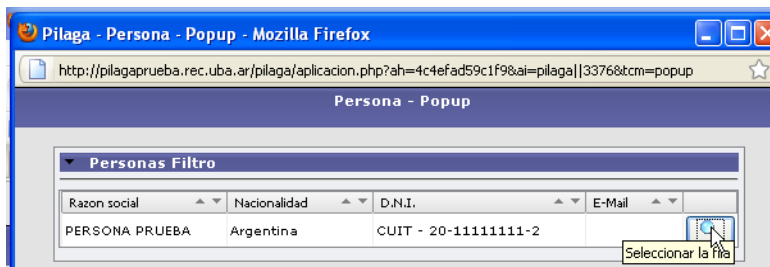 Pilaga - Persona - Popup - Mozilla Firefox
http://pilagaprueba.rec.uba.ar/pilaga/aplicacion.php?ah=4c4efad59c1f9&ai=pilaga||3376&tcm=popup
Persona - Popup
Personas Filtro
Razon social Nacionalidad D.N.I. E-Mail
PERSONA PRUEBA Argentina CUIT - 20-11111111-2
Seleccionar la fila